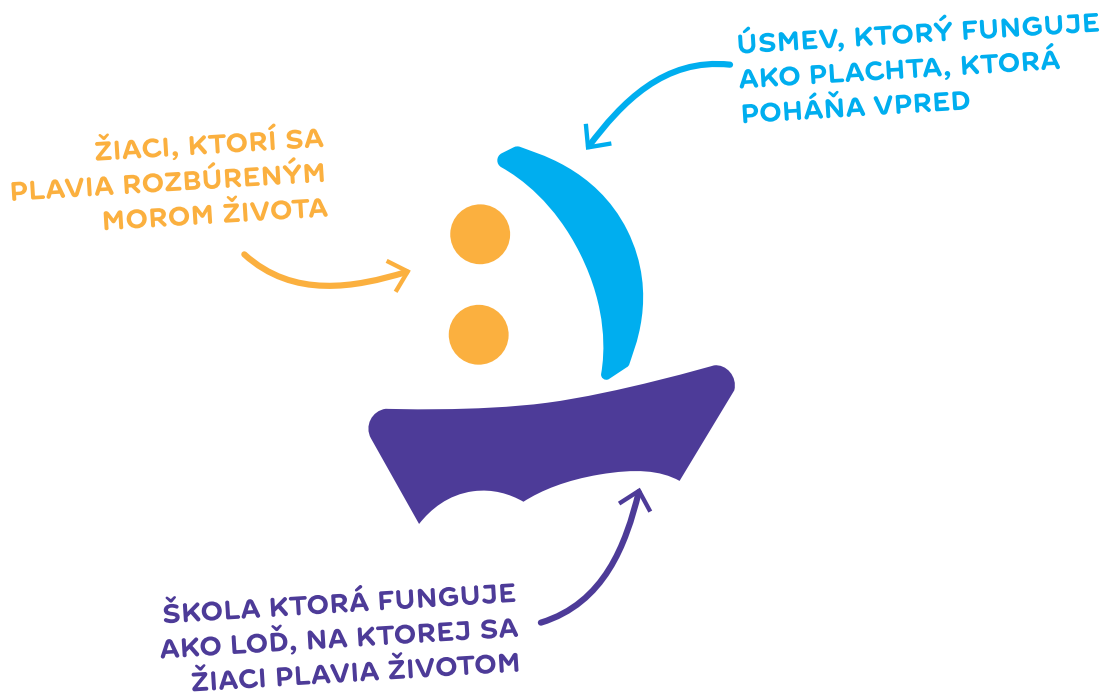 ÚSMEV, KTORÝ FUNGUJE
AKO PLACHTA, KTORÁ
POHÁŇA VPRED
ŽIACI, KTORÍ SA
PLAVIA ROZBÚRENÝM
MOROM ŽIVOTA
ŠKOLA KTORÁ FUNGUJE
AKO LOĎ, NA KTOREJ SA
ŽIACI PLAVIA ŽIVOTOM